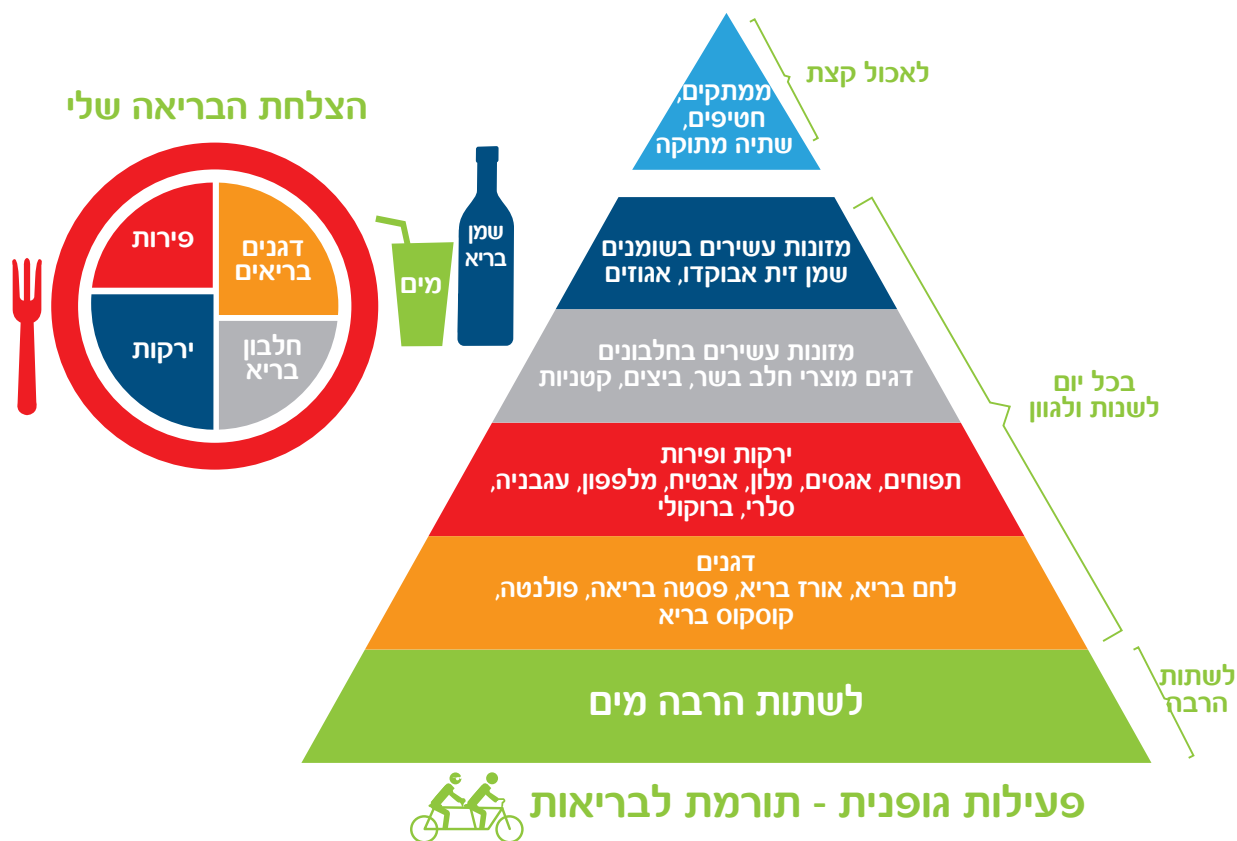 לאכול קצת
ממתקים,
חטיפים,
שתיה מתוקה
הצלחת הבריאה שלי
פירות
דגנים
בריאים
ירקות
חלבון
בריא
מים
שמן
בריא
מזונות עשירים בשומנים
שמן זית אבוקדו, אגוזים
מזונות עשירים בחלבונים
דגים מוצרי חלב בשר, ביצים, קטניות
בכל יום
לשנות ולגוון
ירקות ופירות
תפוחים, אגסים, מלון, אבטיח, מלפפון, עגבניה,
סלרי, ברוקולי
דגנים
לחם בריא, אורז בריא, פסטה בריאה, פולנטה,
קוסקוס בריא
לשתות הרבה מים
לשתות
הרבה
פעילות גופנית - תורמת לבריאות